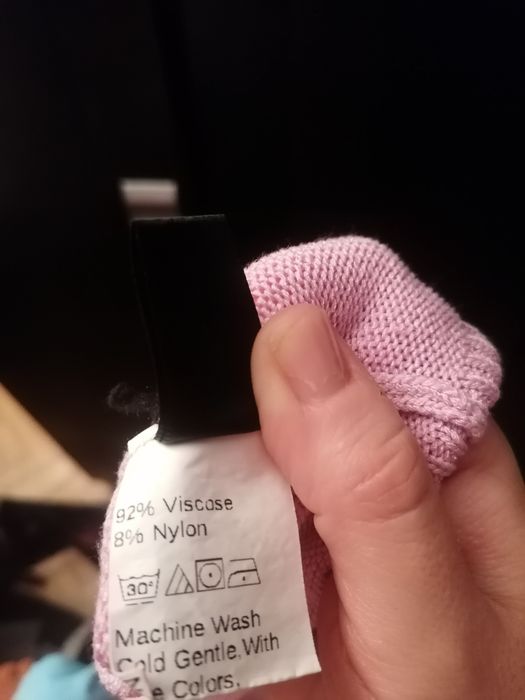 92% Viscose
8% Nylon
30°
Machine Wash
Cold Gentle,With
Colors,